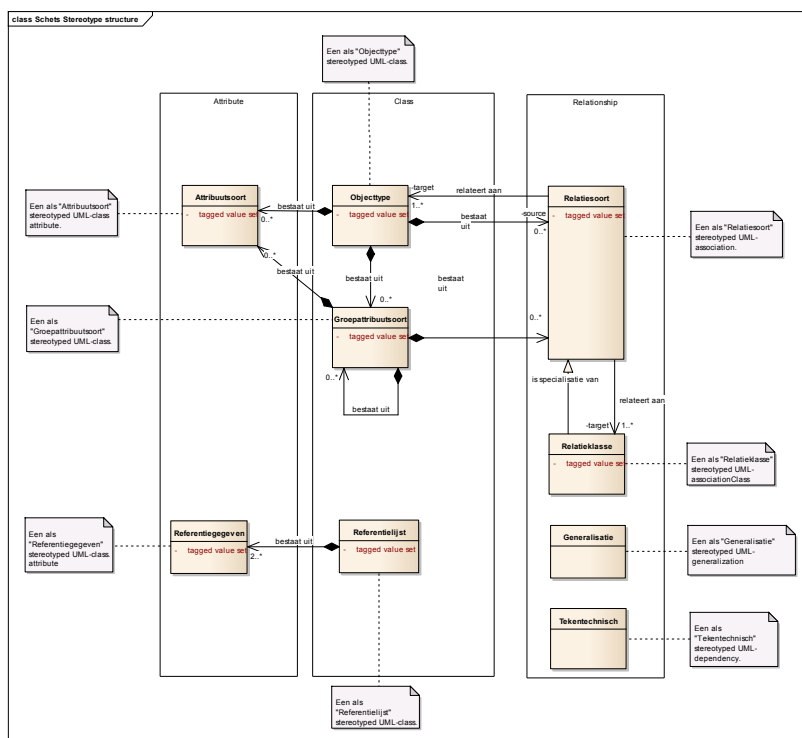 class Schets Stereotype structure
Een als "Objecttype"
stereotyped UML-class.
Attribute
Class
Relationship
Een als "Attribuutsoort"
stereotyped UML-class
attribute.
Attribuutsoort
- tagged value set
0..*
bestaat uit
Objecttype
- tagged value set
-target
1..*
relateert aan
bestaat
uit
-source
0..*
Relatiesoort
- tagged value set
Een als "Relatiesoort"
stereotyped UML-
association.
0..*
bestaat uit
bestaat uit
0..*
bestaat
uit
Een als
"Groepattribuutsoort"
stereotyped UML-class.
Groepattribuutsoort
- tagged value set
0..*
0..*
bestaat uit
is specialisatie van
relateert aan
-target
1..*
Relatieklasse
- tagged value set
Een als "Relatieklasse"
stereotyped UML-
associationClass
Een als
"Referentiegegeven"
stereotyped UML-class.
attribute
Referentiegegeven
- tagged value set
2..*
bestaat uit
Referentielijst
- tagged value set
Generalisatie
Een als "Generalisatie"
stereotyped UML-
generalization
Tekentechnisch
Een als
"Tekentechnisch"
stereotyped UML-
dependency.
Een als
"Referentielijst"
stereotyped UML-class.